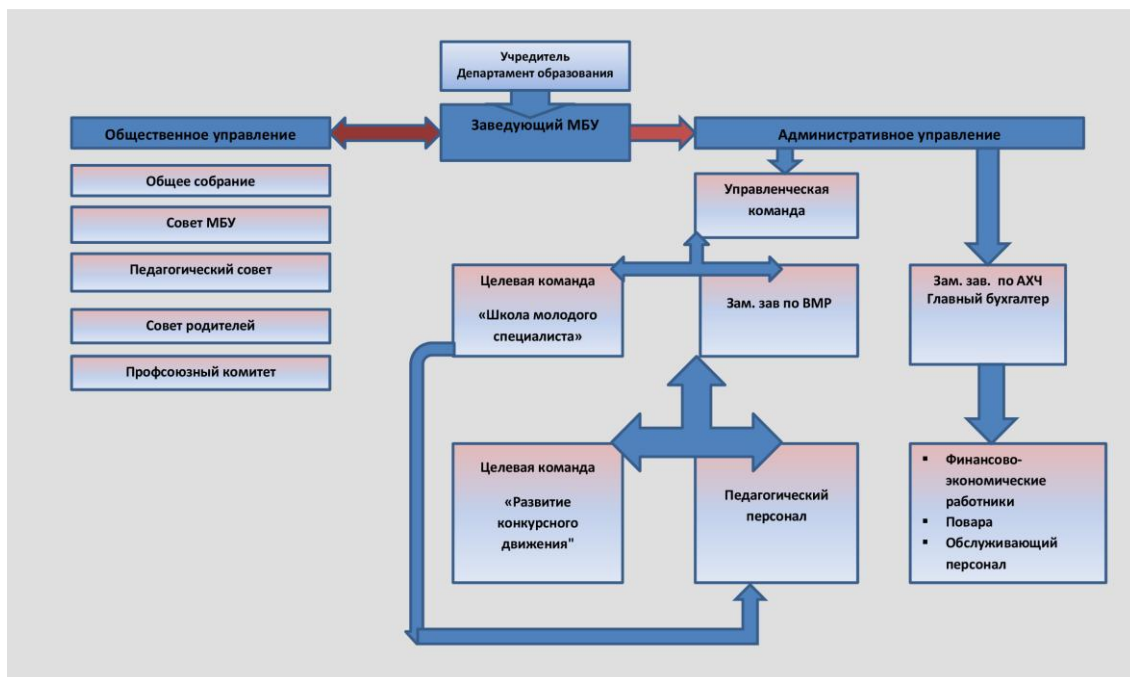 Учредитель
Департамент образования
Общественное управление
Заведующий МБУ
Административное управление
Общее собрание
Совет МБУ
Педагогический совет
Совет родителей
Профсоюзный комитет
Управленческая
команда
Целевая команда
«Школа молодого
специалиста»
Зам. зав по ВМР
Зам. зав. по АХЧ
Главный бухгалтер
Целевая команда
«Развитие
конкурсного
движения"
Педагогический
персонал
▪ Финансово-
экономические
работники
▪ Повара
▪ Обслуживающий
персонал